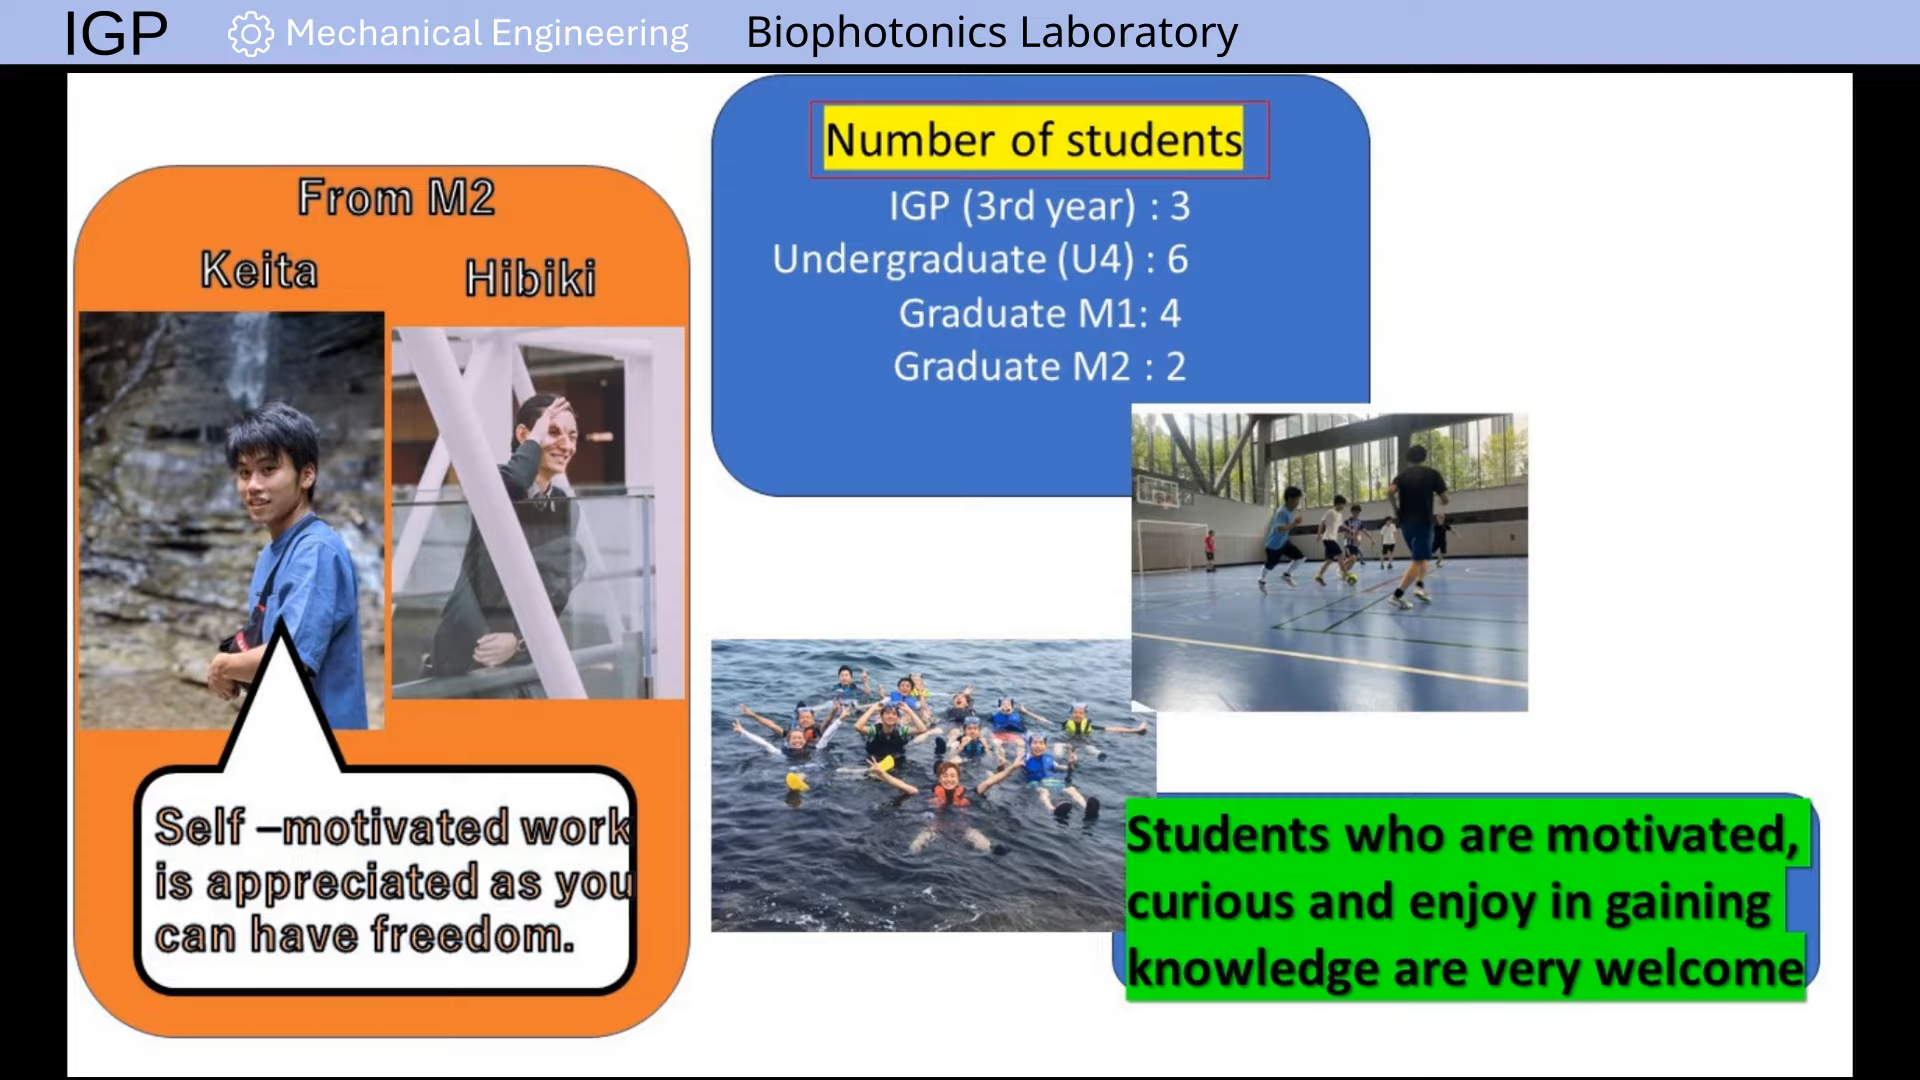 IGP Mechanical Engineering Biophotonics Laboratory
From M2
Keita Hibiki
Self –motivated work
is appreciated as you
can have freedom.
Number of students
IGP (3rd year) : 3
Undergraduate (U4) : 6
Graduate M1: 4
Graduate M2 : 2
Students who are motivated,
curious and enjoy in gaining
knowledge are very welcome